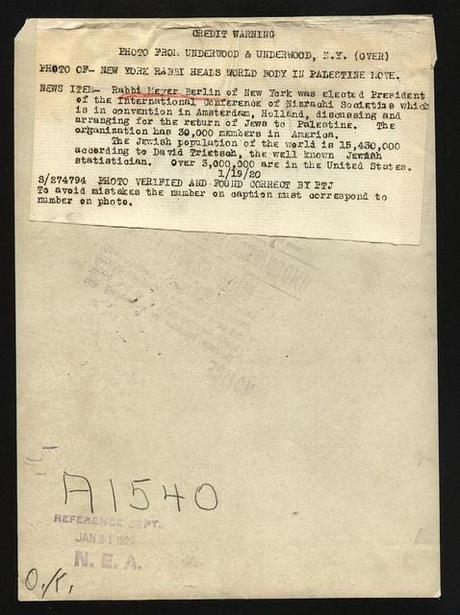 CREDIT WARNING
PHOTO FROM UNDERWOOD & UNDERWOOD, N.Y. (OVER)
PHOTO OF- NEW YORK RABBI HEADS WORLD BODY IN PALESTINE MOVE.
NEWS ITEM- Rabbi Meyer Berlin of New York was elected President
of the International Conference of Mizrachi Societies which
is in convention in Amsterdam, Holland, discussing and
arranging for the return of Jews to Palestine. The
organization has 30,000 members in America.
The Jewish population of the world is 15,430,000
according to David Trietsch, the well known Jewish
statistician. Over 3,000,000 are in the United States.
1/19/20
S/274794 PHOTO VERIFIED AND FOUND CORRECT BY PTJ
To avoid mistakes the number on caption must correspond to
number on photo.
A1540
REFERENCE DEPT.
JAN 21 1920
N. E. A.
O.K.